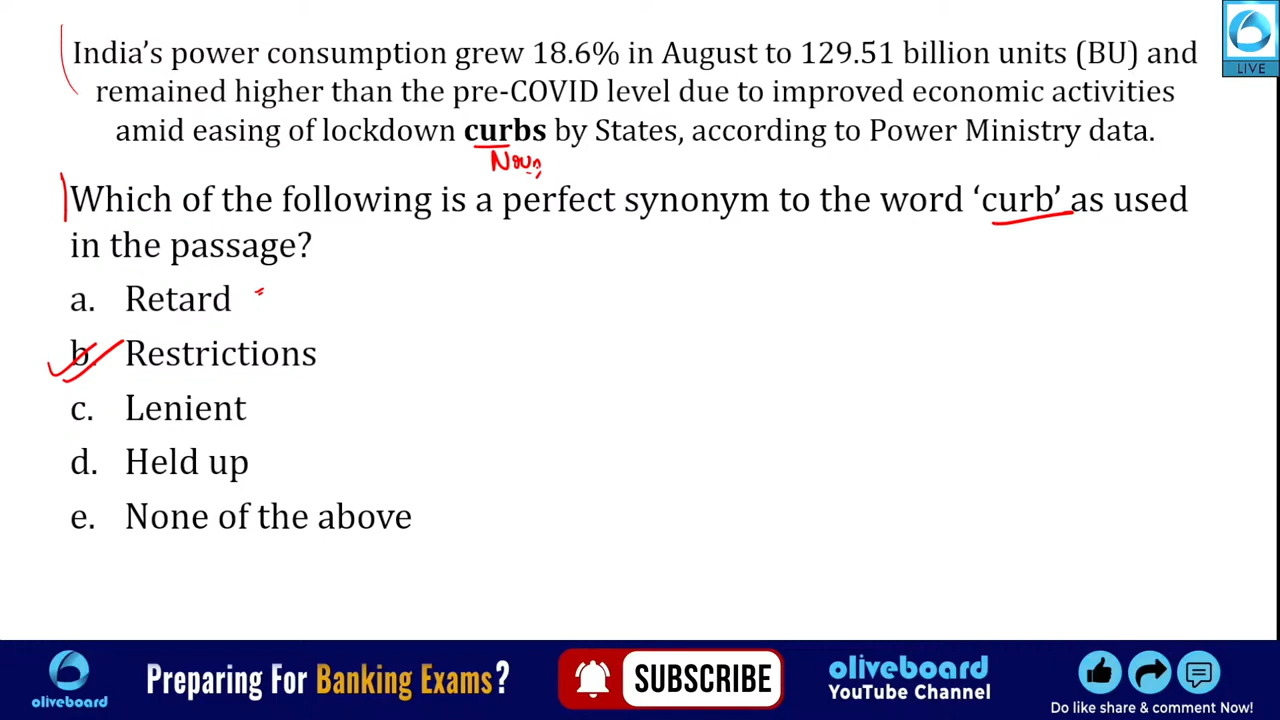 LIVE
India's power consumption grew 18.6% in August to 129.51 billion units (BU) and
remained higher than the pre-COVID level due to improved economic activities
amid easing of lockdown curbs by States, according to Power Ministry data.
Noun
Which of the following is a perfect synonym to the word ‘curb’ as used
in the passage?
a. Retard
b. Restrictions
c. Lenient
d. Held up
e. None of the above
oliveboard
Preparing For Banking Exams?
SUBSCRIBE
oliveboard
YouTube Channel
Do like share & comment Now!